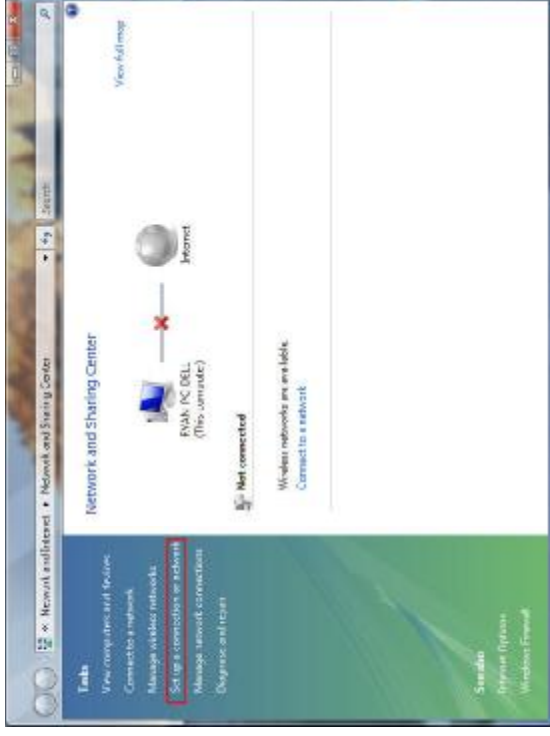 Network and Internet ▸ Network and Sharing Center
Search
Tasks
View computers and devices
Connect to a network
Manage wireless networks
Set up a connection or network
Manage network connections
Diagnose and repair
See also
Internet Options
Windows Firewall
Network and Sharing Center
View full map
RYAN PC DELL
(This computer)
Internet
Not connected
Wireless networks are available.
Connect to a network